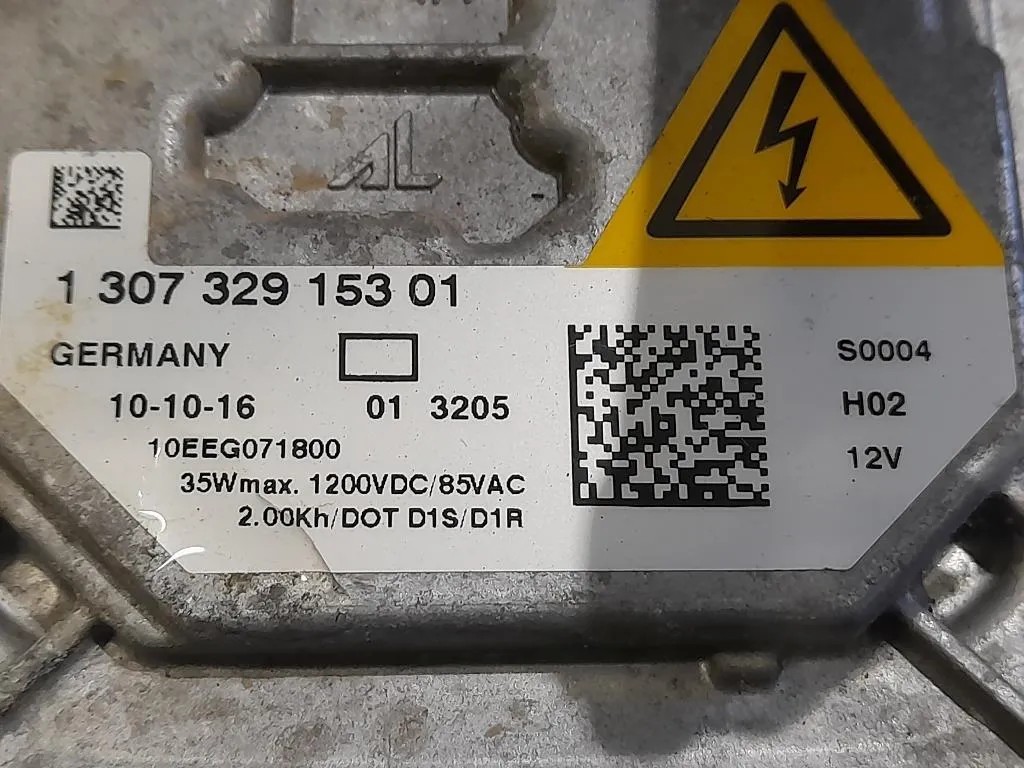 AL
1 307 329 153 01
GERMANY
S0004
10-10-16 01 3205
H02
10EEG071800
12V
35Wmax. 1200VDC/85VAC
2.00Kh/DOT D1S/D1R